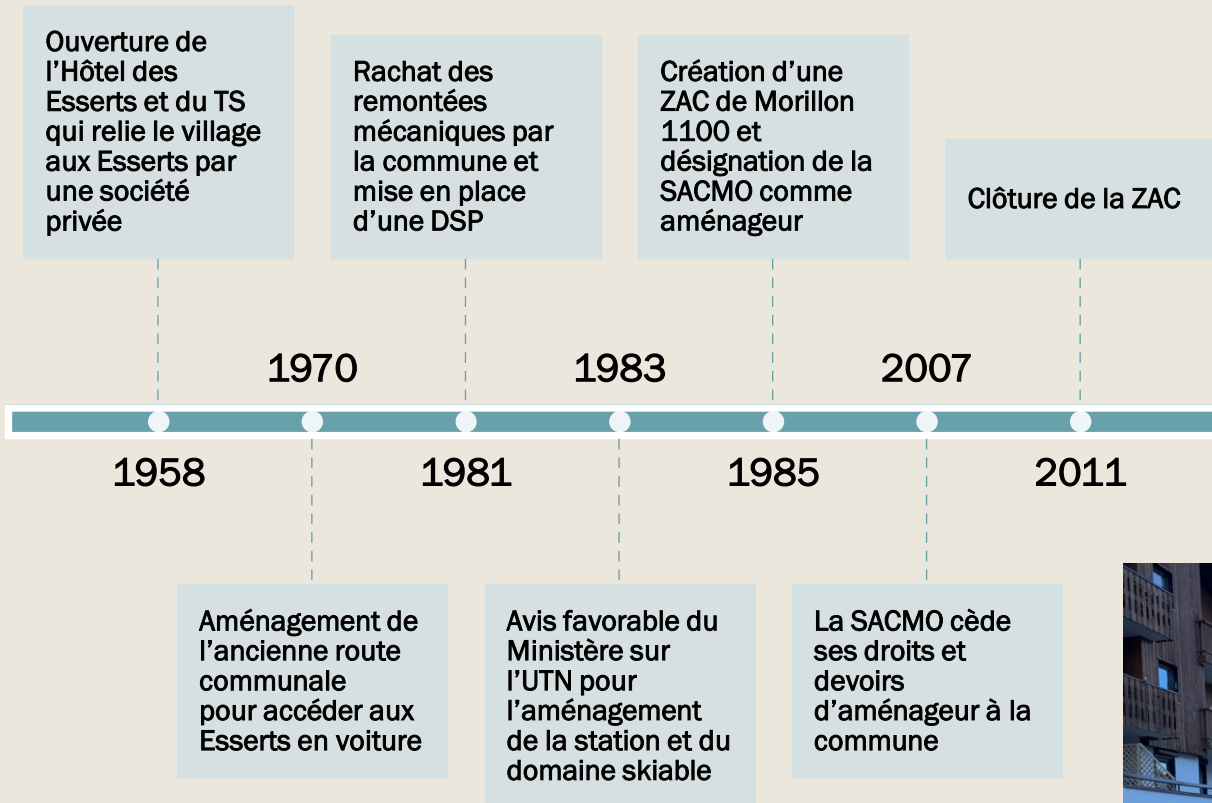 Ouverture de
l'Hôtel des
Esserts et du TS
qui relie le village
aux Esserts par
une société
privée
Rachat des
remontées
mécaniques par
la commune et
mise en place
d'une DSP
Création d'une
ZAC de Morillon
1100 et
désignation de la
SACMO comme
aménageur
Clôture de la ZAC
1970
1983
2007
1958
1981
1985
2011
Aménagement de
l'ancienne route
communale
pour accéder aux
Esserts en voiture
Avis favorable du
Ministère sur
l'UTN pour
l'aménagement
de la station et du
domaine skiable
La SACMO cède
ses droits et
devoirs
d'aménageur à la
commune